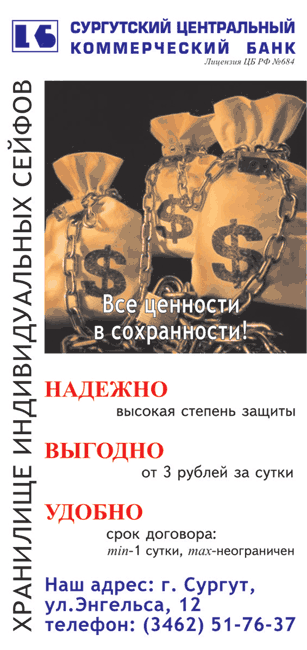 СУРГУТСКИЙ ЦЕНТРАЛЬНЫЙ
КОММЕРЧЕСКИЙ БАНК
Лицензия ЦБ РФ №684
ХРАНИЛИЩЕ ИНДИВИДУАЛЬНЫХ СЕЙФОВ
$ $ $
Все ценности
в сохранности!
НАДЕЖНО
высокая степень защиты
ВЫГОДНО
от 3 рублей за сутки
УДОБНО
срок договора:
min-1 сутки, max-неограничен
Наш адрес: г. Сургут,
ул.Энгельса, 12
телефон: (3462) 51-76-37